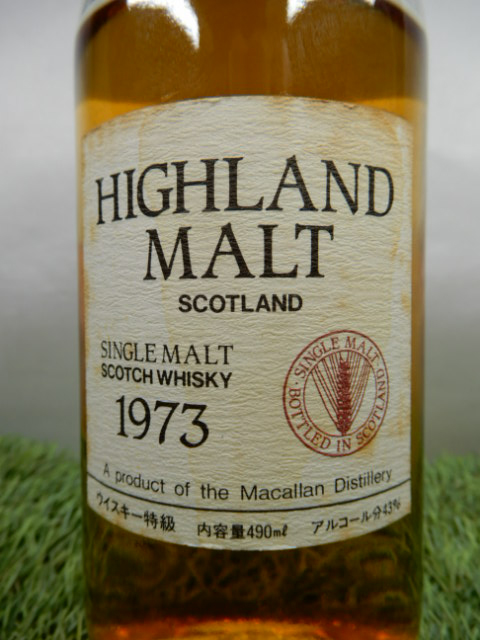 HIGHLAND
MALT
SCOTLAND
SINGLE MALT
SCOTCH WHISKY
1973
· SINGLE MALT ·
BOTTLED IN SCOTLAND
A product of the Macallan Distillery
ウイスキー特級 内容量490㎖ アルコール分43%